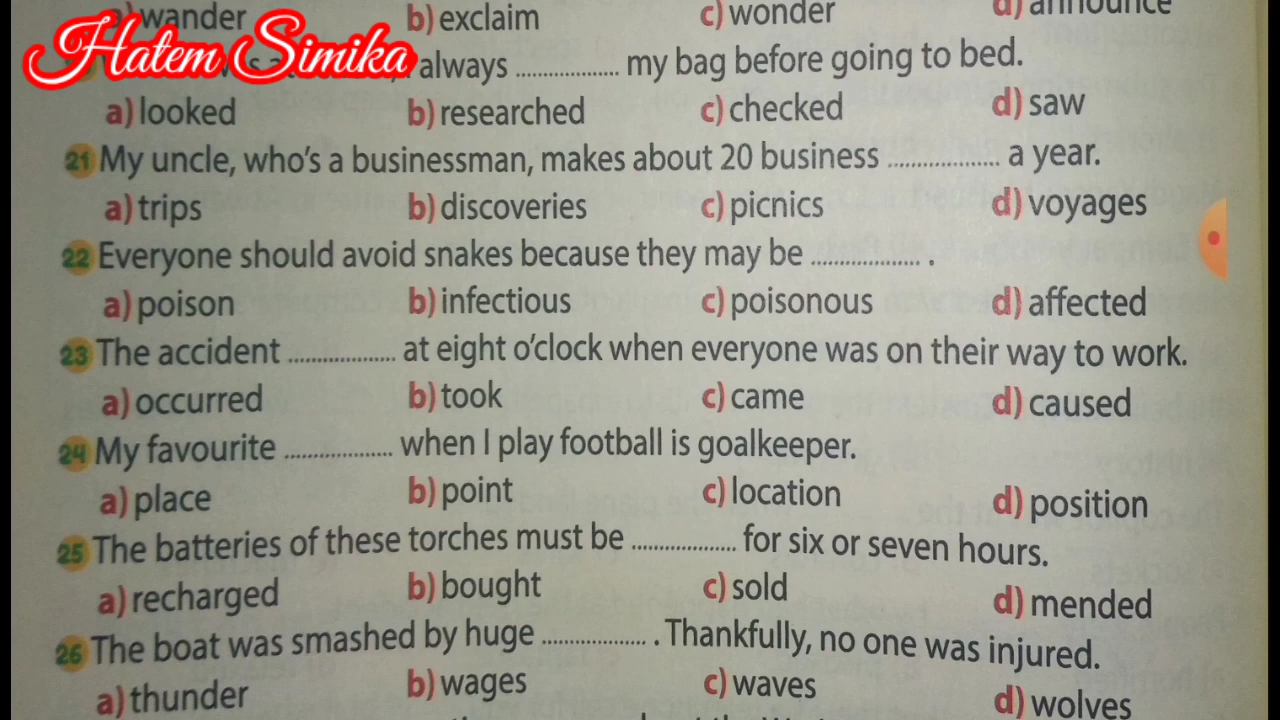 a) wander b) exclaim c) wonder d) announce
Hatem Simika
always ................. my bag before going to bed.
a) looked b) researched c) checked d) saw
21 My uncle, who's a businessman, makes about 20 business ................. a year.
a) trips b) discoveries c) picnics d) voyages
22 Everyone should avoid snakes because they may be ................. .
a) poison b) infectious c) poisonous d) affected
23 The accident ................. at eight o'clock when everyone was on their way to work.
a) occurred b) took c) came d) caused
24 My favourite ................. when I play football is goalkeeper.
a) place b) point c) location d) position
25 The batteries of these torches must be ................. for six or seven hours.
a) recharged b) bought c) sold d) mended
26 The boat was smashed by huge ................. . Thankfully, no one was injured.
a) thunder b) wages c) waves d) wolves